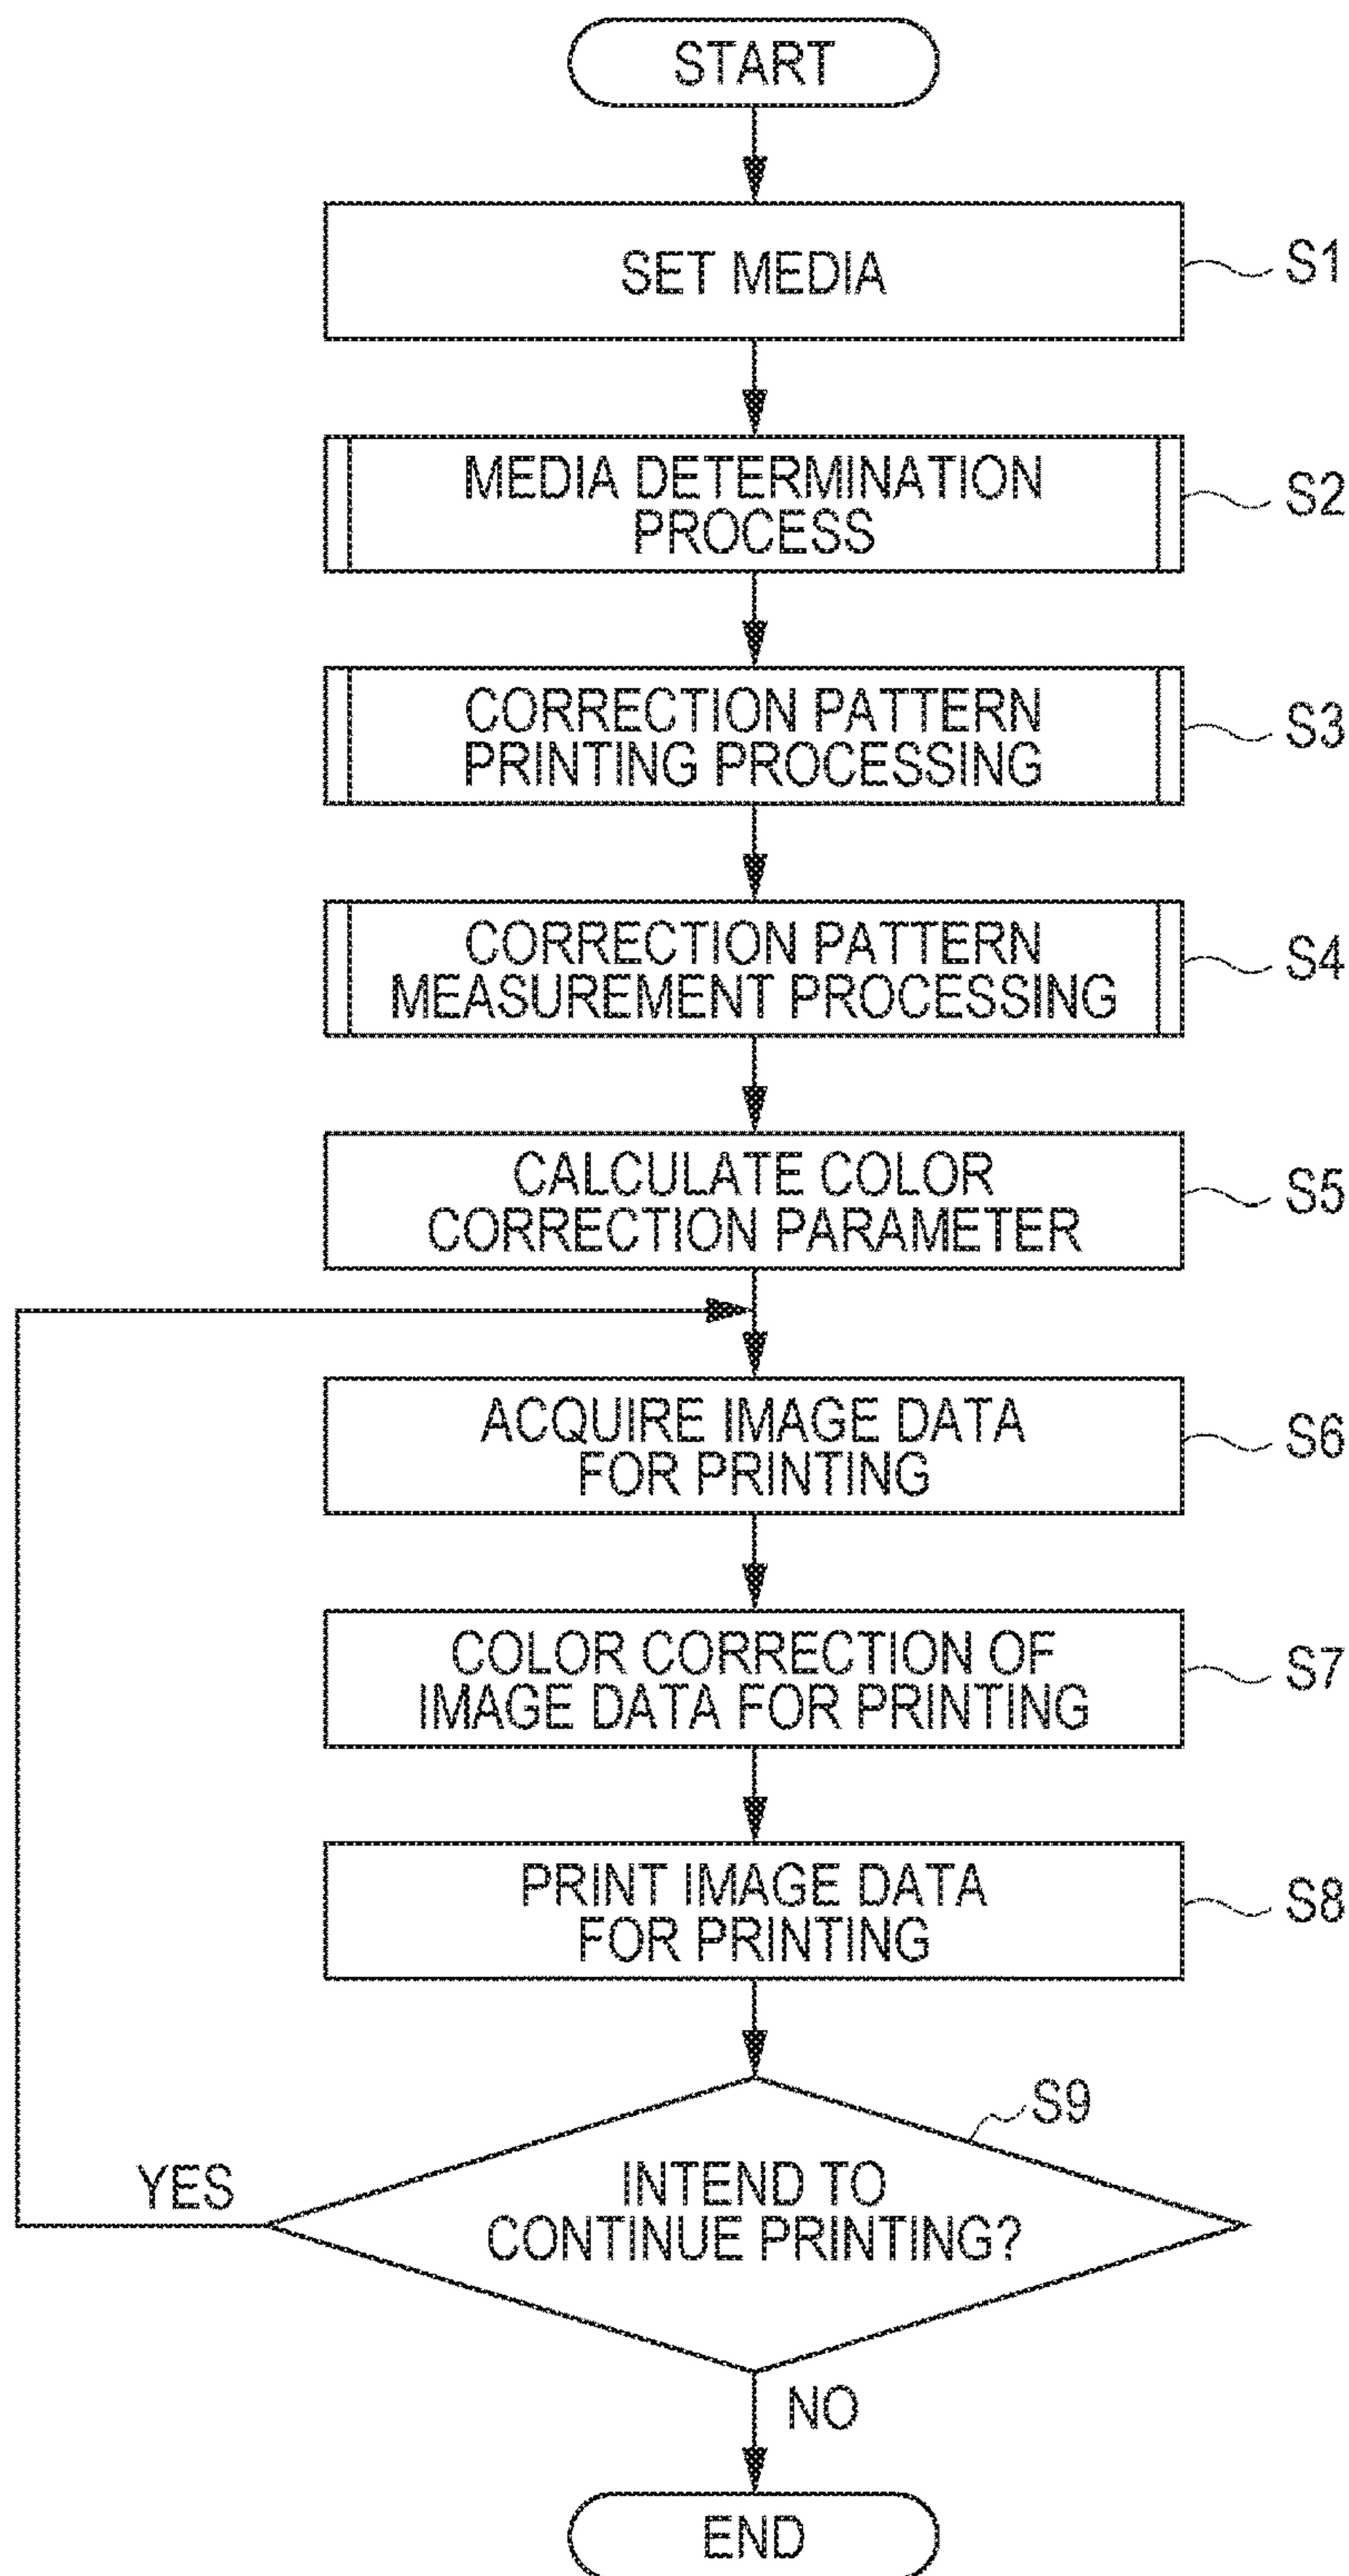 START
SET MEDIA
S1
MEDIA DETERMINATION
PROCESS
S2
CORRECTION PATTERN
PRINTING PROCESSING
S3
CORRECTION PATTERN
MEASUREMENT PROCESSING
S4
CALCULATE COLOR
CORRECTION PARAMETER
S5
ACQUIRE IMAGE DATA
FOR PRINTING
S6
COLOR CORRECTION OF
IMAGE DATA FOR PRINTING
S7
PRINT IMAGE DATA
FOR PRINTING
S8
S9
INTEND TO
CONTINUE PRINTING?
YES
NO
END